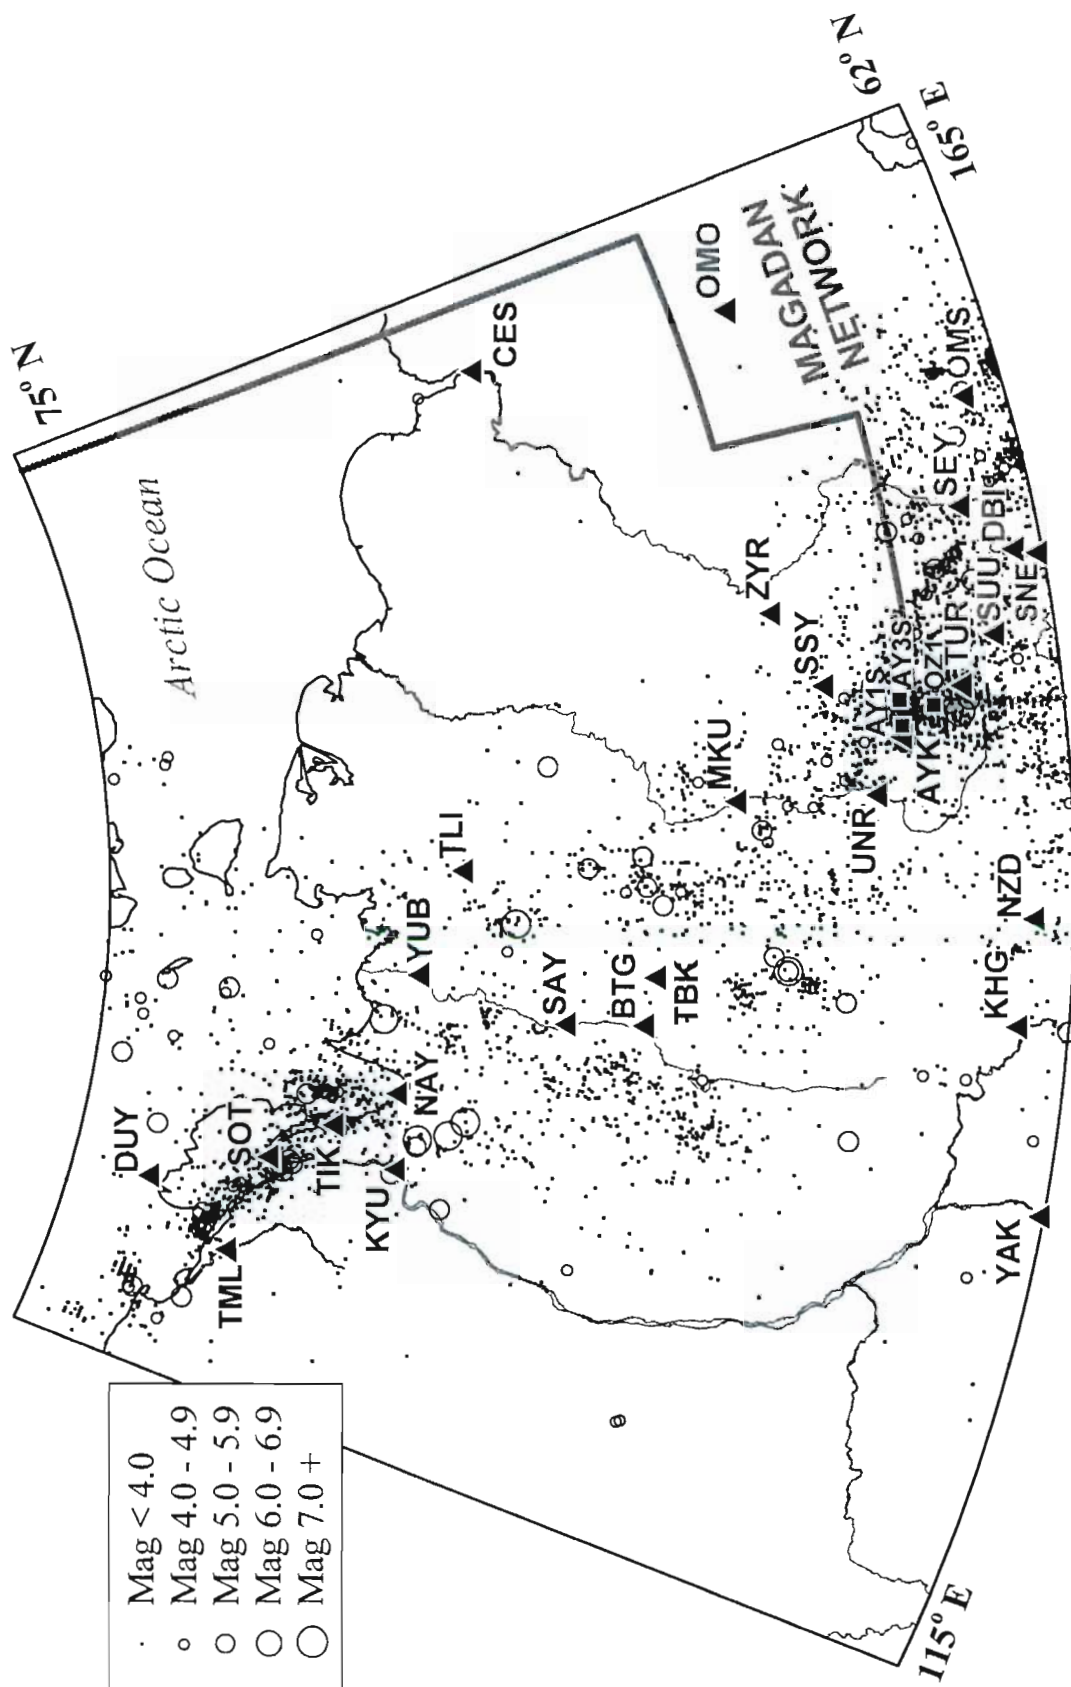 75° N
62° N
165° E
115° E
Arctic Ocean
MAGADAN
NETWORK
OMO
CES
OMS
SEY
DBI
SNE
SUU
TUR
OZ1
AY3S
AY1S
AYK
ZYR
SSY
MKU
UNR
NZD
KHG
TLI
YUB
SAY
BTG
TBK
NAY
DUY
SOT
TIK
KYU
TML
YAK
Mag < 4.0
Mag 4.0 - 4.9
Mag 5.0 - 5.9
Mag 6.0 - 6.9
Mag 7.0 +